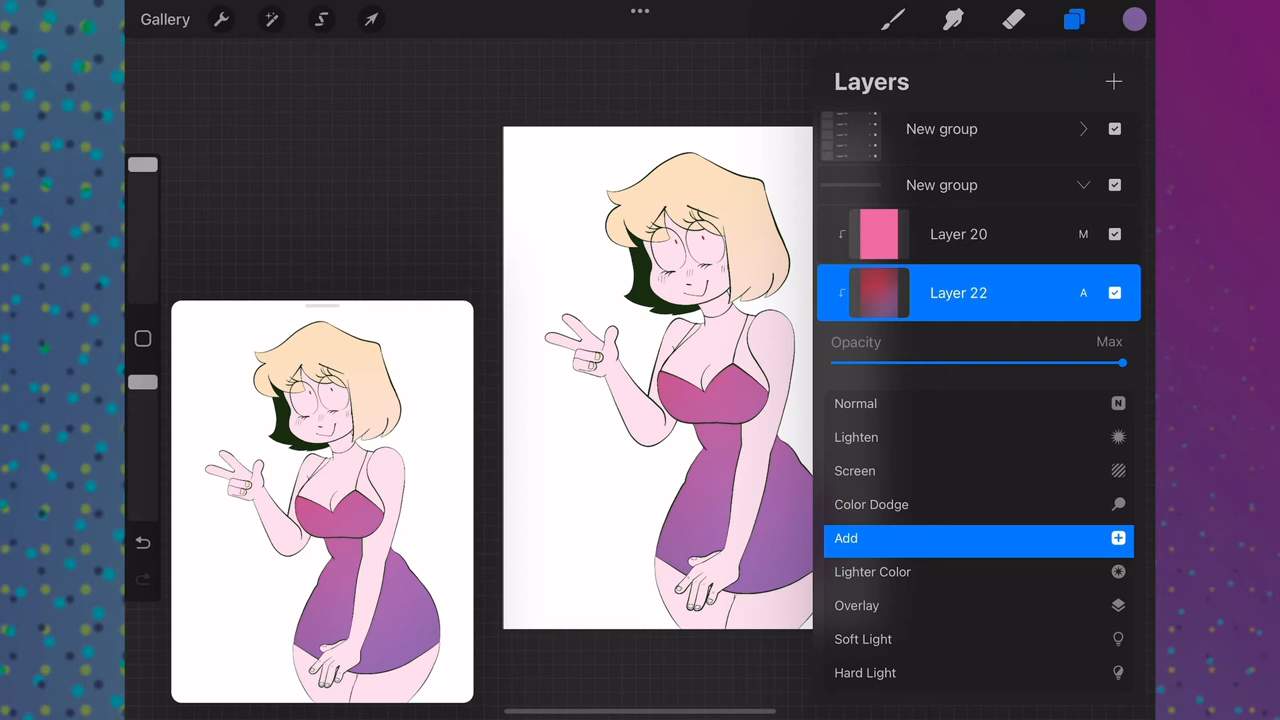 Gallery
Layers
New group
New group
Layer 20 M
Layer 22 A
Opacity Max
Normal N
Lighten
Screen
Color Dodge
Add
Lighter Color
Overlay
Soft Light
Hard Light